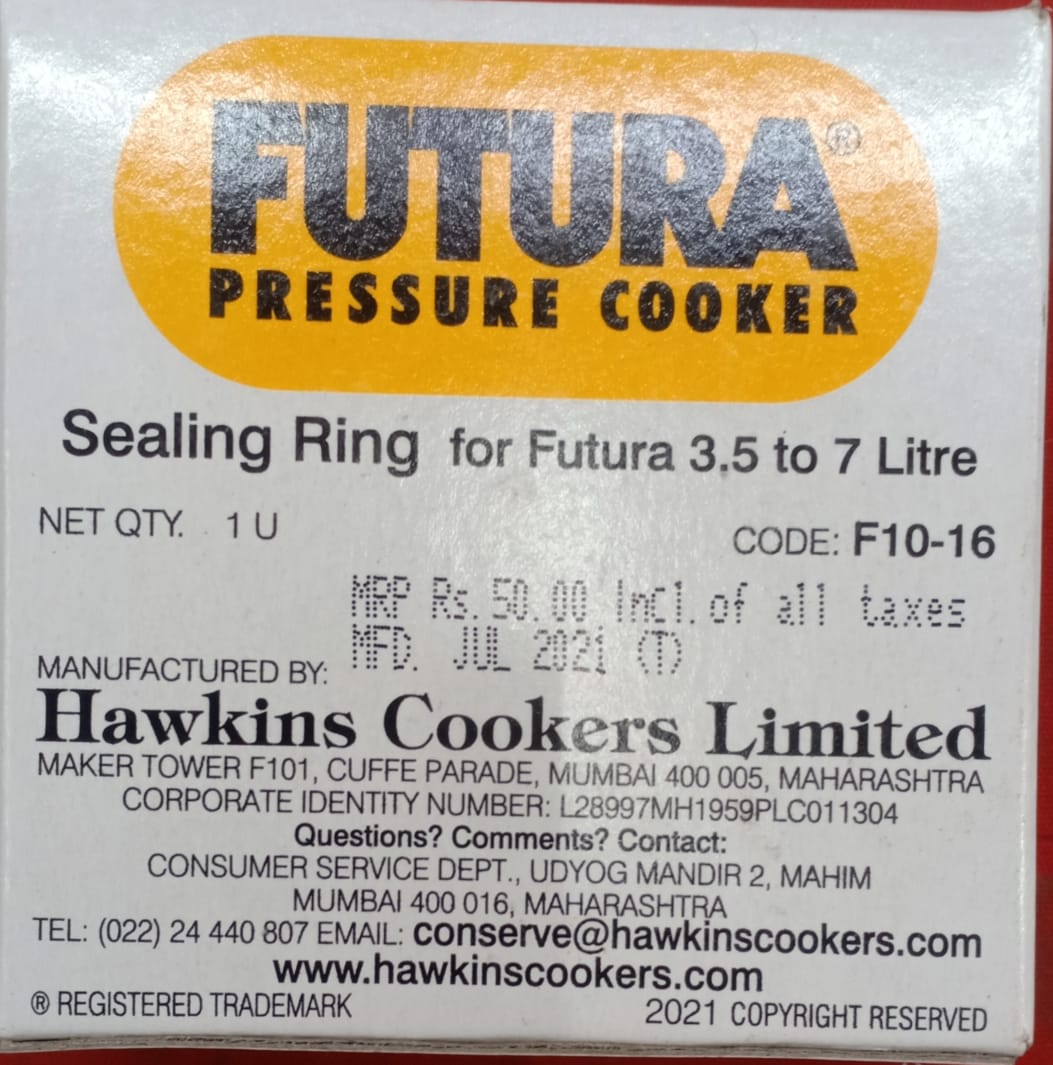 FUTURA®
PRESSURE COOKER
Sealing Ring for Futura 3.5 to 7 Litre
NET QTY. 1 U
CODE: F10-16
MRP Rs. 50.00 Incl. of all taxes
MFD. JUL 2021 (T)
MANUFACTURED BY:
Hawkins Cookers Limited
MAKER TOWER F101, CUFFE PARADE, MUMBAI 400 005, MAHARASHTRA
CORPORATE IDENTITY NUMBER: L28997MH1959PLC011304
Questions? Comments? Contact:
CONSUMER SERVICE DEPT., UDYOG MANDIR 2, MAHIM
MUMBAI 400 016, MAHARASHTRA
TEL: (022) 24 440 807 EMAIL: conserve@hawkinscookers.com
www.hawkinscookers.com
® REGISTERED TRADEMARK
2021 COPYRIGHT RESERVED